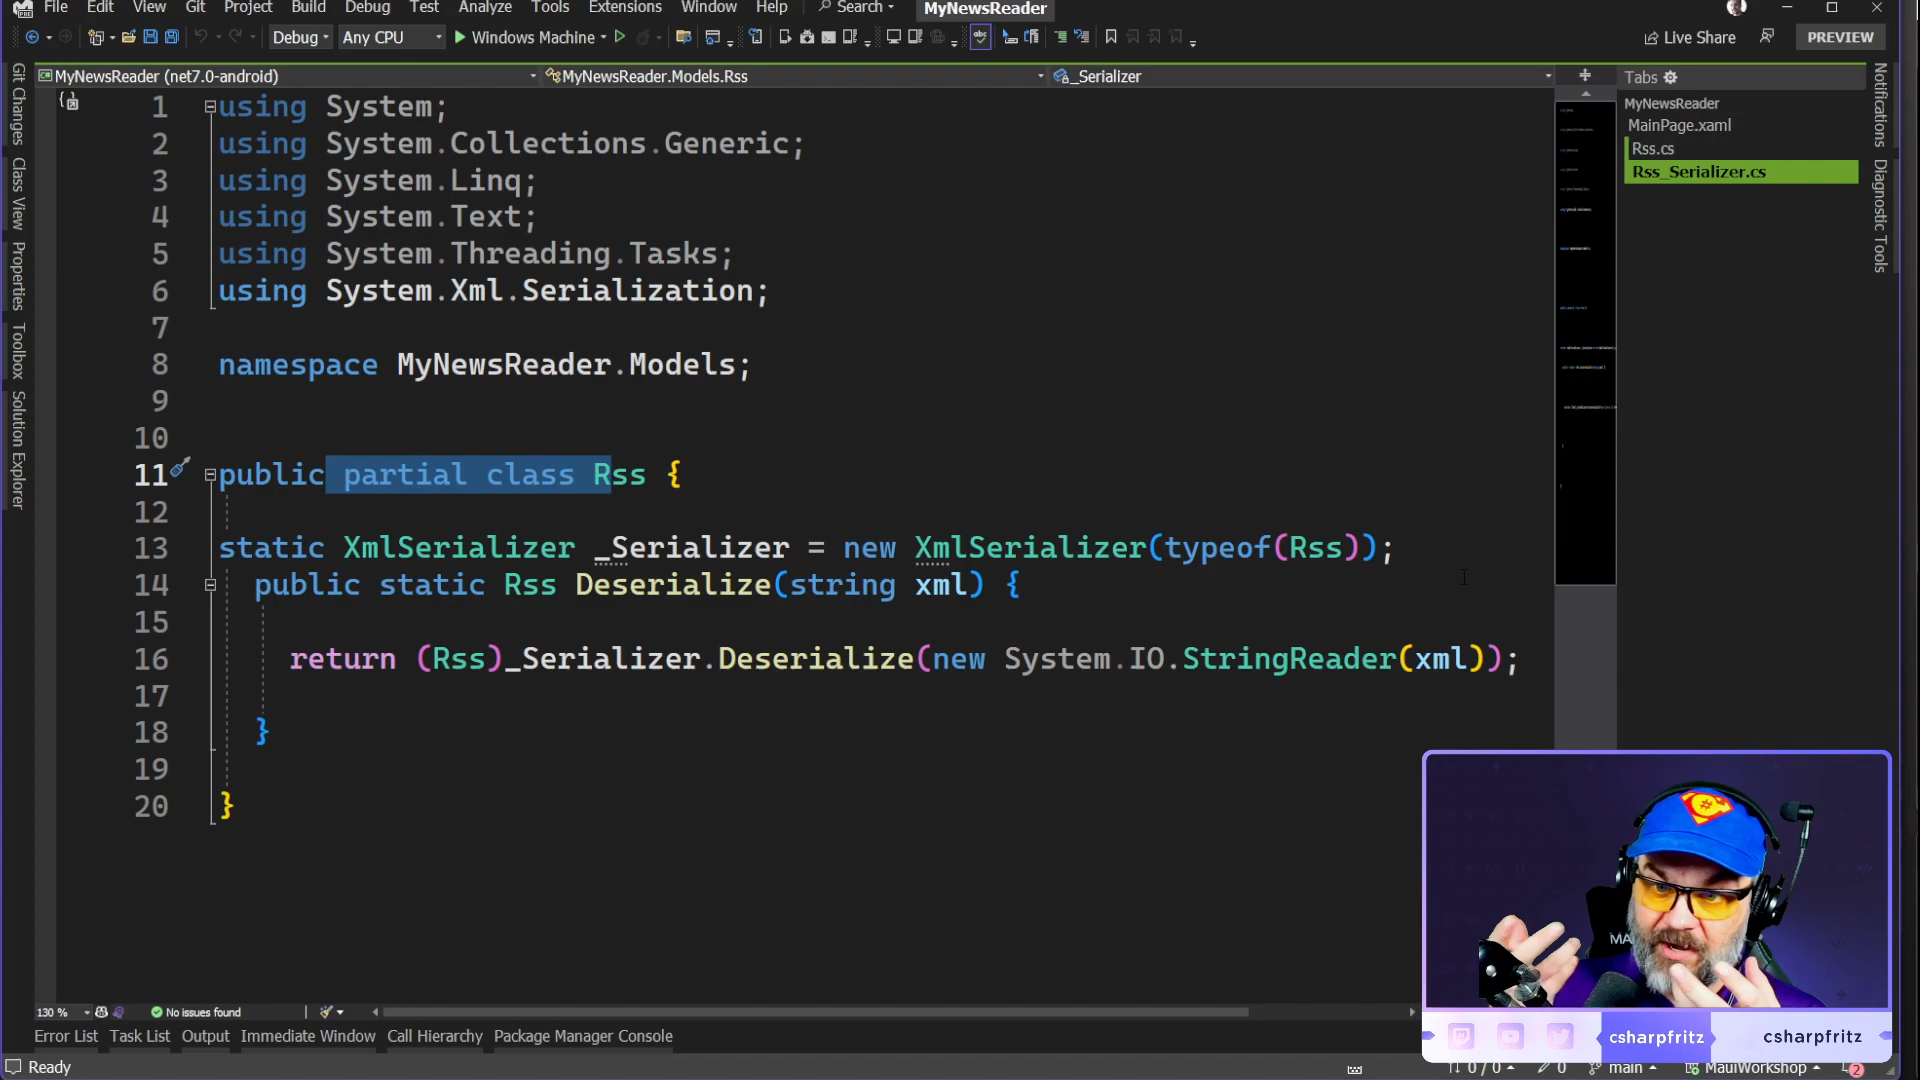 File Edit View Git Project Build Debug Test Analyze Tools Extensions Window Help Search MyNewsReader
Debug Any CPU Windows Machine Live Share PREVIEW
MyNewsReader (net7.0-android) MyNewsReader.Models.Rss _Serializer
Tabs
MyNewsReader
MainPage.xaml
Rss.cs
Rss_Serializer.cs
Git Changes
Class View
Properties
Toolbox
Solution Explorer
Notifications
Diagnostic Tools
1 using System;
2 using System.Collections.Generic;
3 using System.Linq;
4 using System.Text;
5 using System.Threading.Tasks;
6 using System.Xml.Serialization;
7
8 namespace MyNewsReader.Models;
9
10
11 public partial class Rss {
12
13 static XmlSerializer _Serializer = new XmlSerializer(typeof(Rss));
14 public static Rss Deserialize(string xml) {
15
16 return (Rss)_Serializer.Deserialize(new System.IO.StringReader(xml));
17
18 }
19
20 }
130 % No issues found
Error List Task List Output Immediate Window Call Hierarchy Package Manager Console
csharpfritz csharpfritz
Ready 0 / 0 0 main MauiWorkshop 2